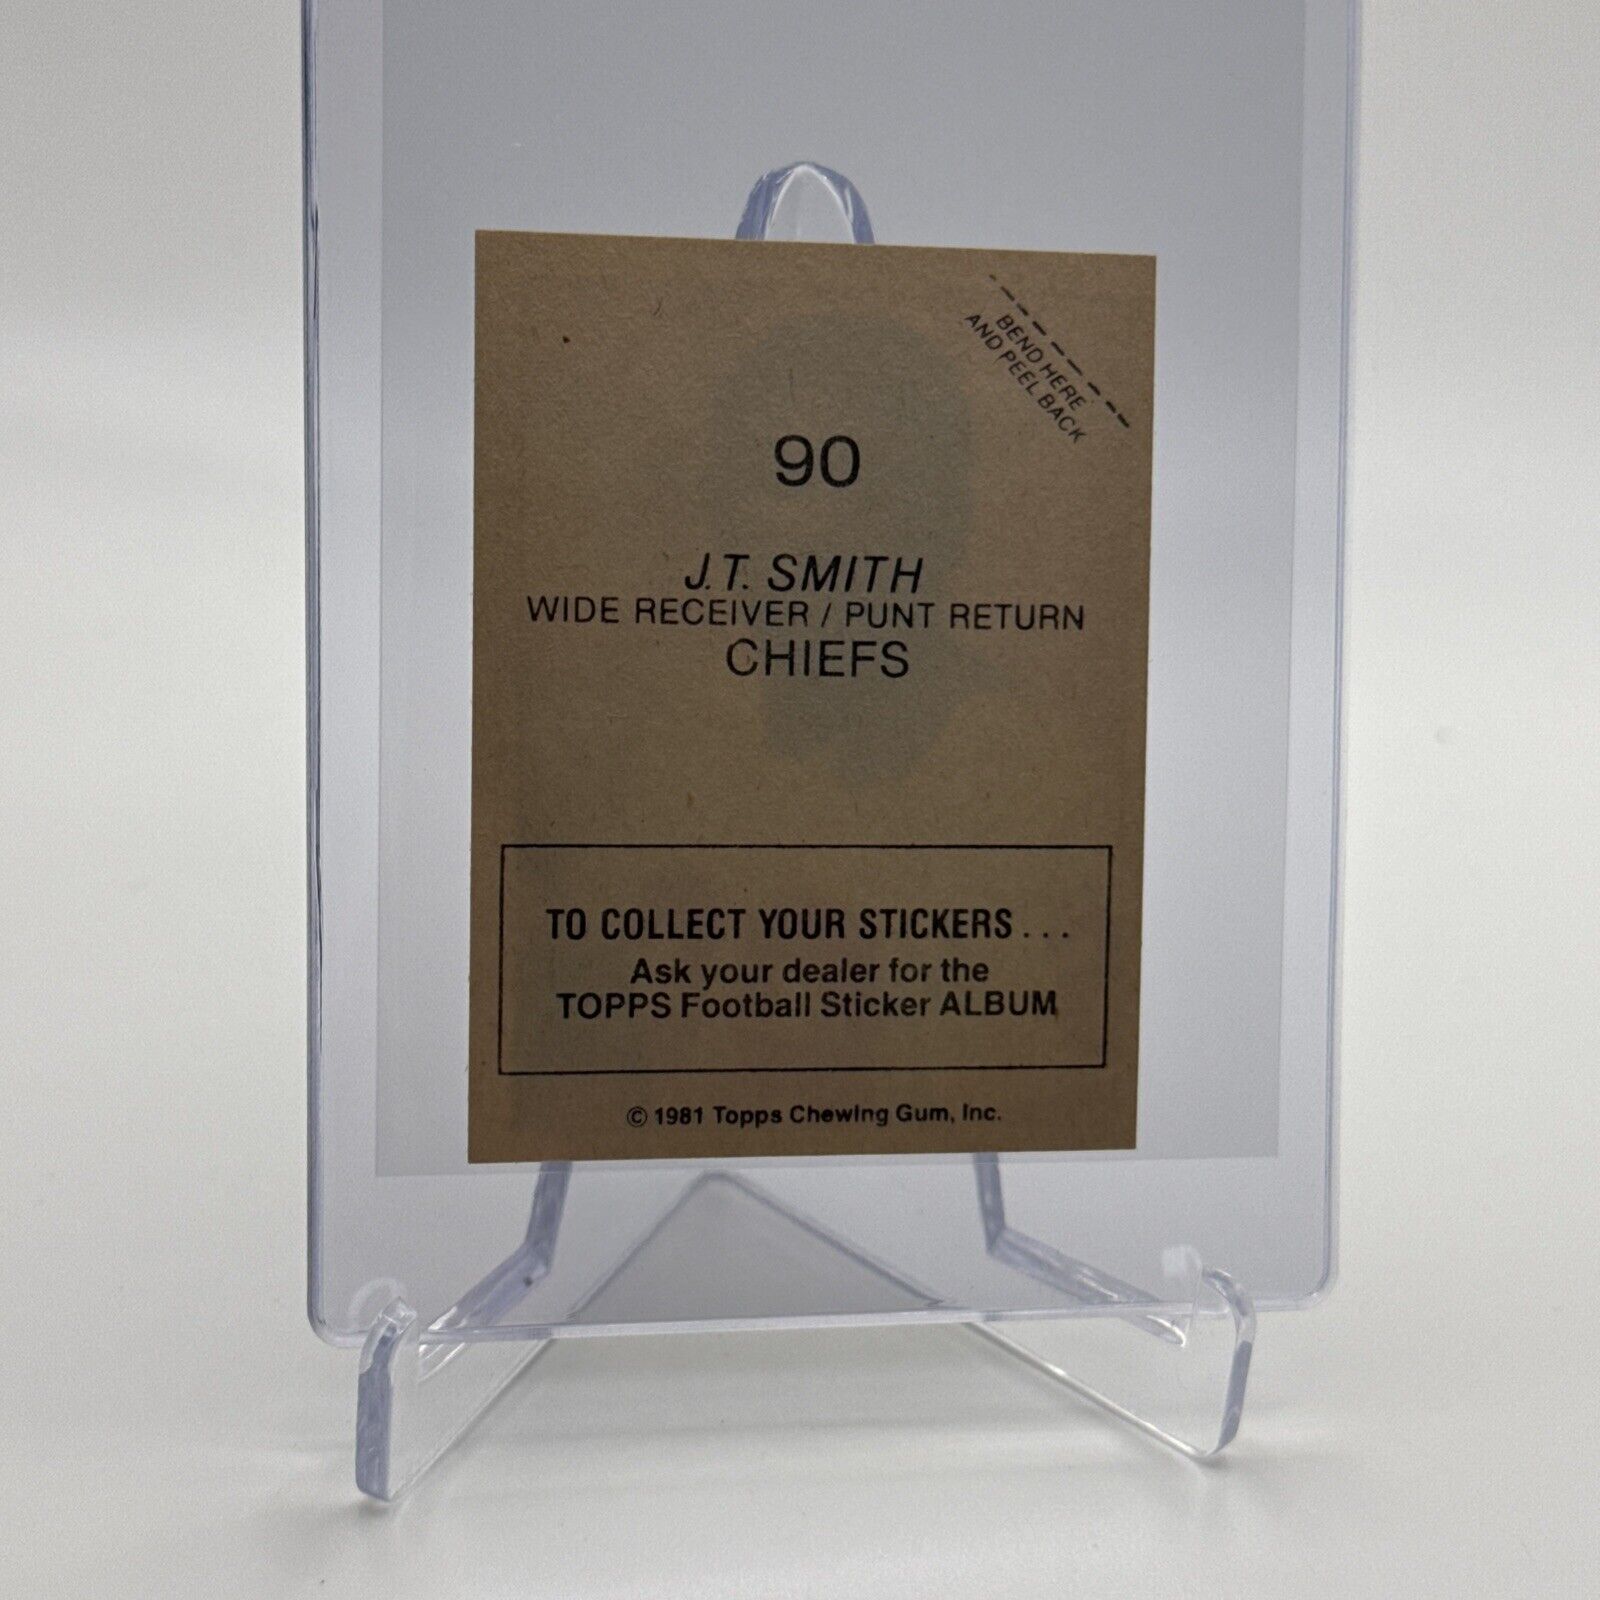 BEND HERE
AND PEEL BACK
90
J.T. SMITH
WIDE RECEIVER / PUNT RETURN
CHIEFS
TO COLLECT YOUR STICKERS . . .
Ask your dealer for the
TOPPS Football Sticker ALBUM
© 1981 Topps Chewing Gum, Inc.